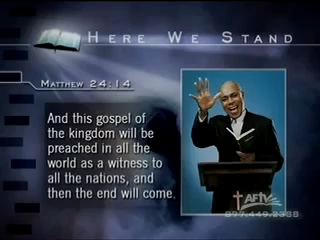 Here We Stand
Matthew 24:14
And this gospel of
the kingdom will be
preached in all the
world as a witness to
all the nations, and
then the end will come.
AFTV
877.449.2388